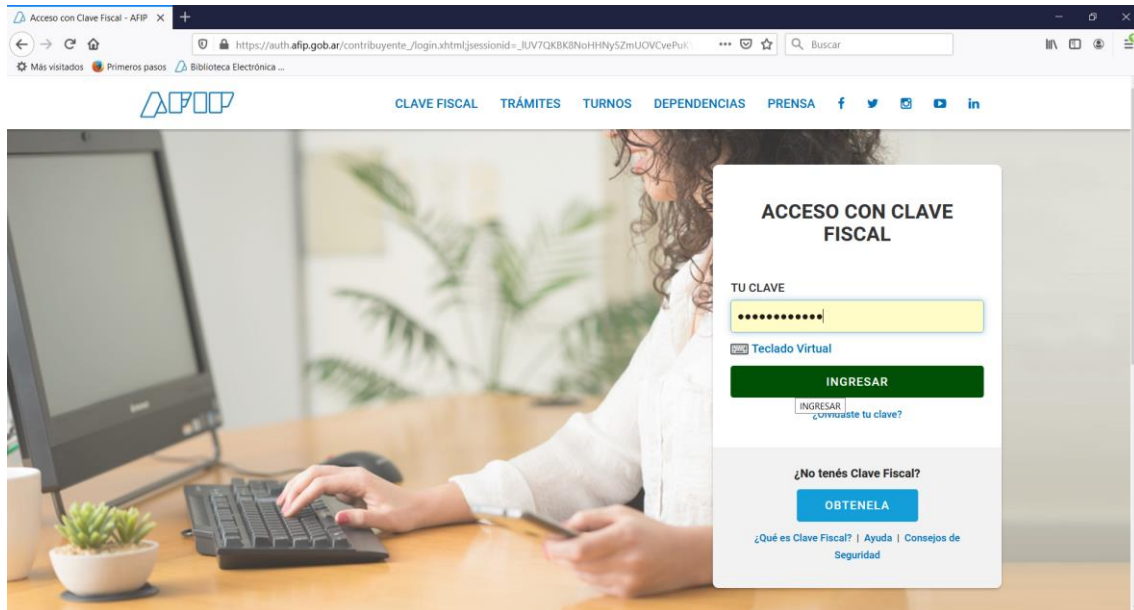 Acceso con Clave Fiscal - AFIP
https://auth.afip.gob.ar/contribuyente_/login.xhtml;jsessionid=
Buscar
Más visitados Primeros pasos Biblioteca Electrónica ...
AFIP
CLAVE FISCAL TRÁMITES TURNOS DEPENDENCIAS PRENSA
ACCESO CON CLAVE
FISCAL
TU CLAVE
Teclado Virtual
INGRESAR
INGRESAR
¿Olvidaste tu clave?
¿No tenés Clave Fiscal?
OBTENELA
¿Qué es Clave Fiscal? | Ayuda | Consejos de
Seguridad